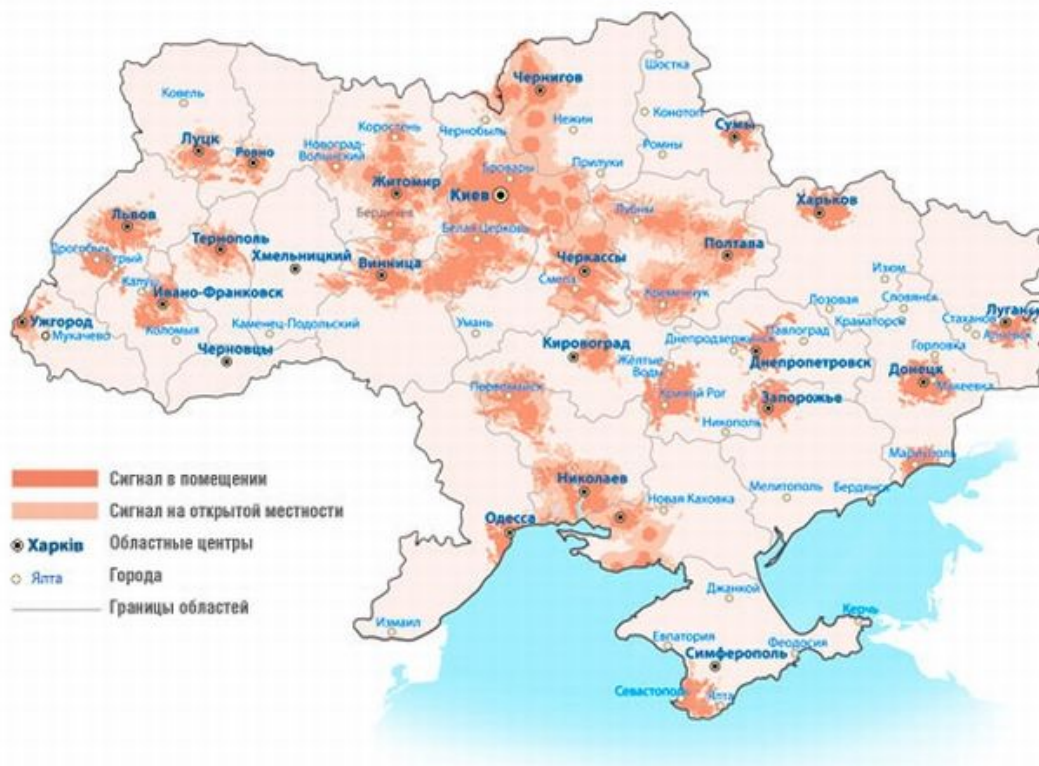 Шостка
Чернигов
Ковель
Конотоп
Коростень
Чернобыль
Нежин
Сумы
Луцк
Ровно
Новоград-
Волынский
Ромны
Бровары
Прилуки
Житомир
Киев
Харьков
Львов
Бердичев
Лубны
Тернополь
Белая Церковь
Полтава
Дрогобыч
Стрый
Хмельницкий
Винница
Черкассы
Смела
Изюм
Калуш
Ивано-Франковск
Кременчук
Лозовая
Словянск
Ужгород
Мукачево
Коломыя
Каменец-Подольский
Умань
Павлоград
Краматорск
Стаханов
Черновцы
Кировоград
Днепродзержинск
Горловка
Жёлтые
Воды
Днепропетровск
Донецк
Макеевка
Первомайск
Кривой Рог
Запорожье
Никополь
Мариуполь
Сигнал в помещении
Николаев
Мелитополь
Бердянск
Новая Каховка
Сигнал на открытой местности
Одесса
Харків
Областные центры
Ялта
Города
Джанкой
Границы областей
Измаил
Керчь
Евпатория
Феодосия
Симферополь
Севастополь
Ялта